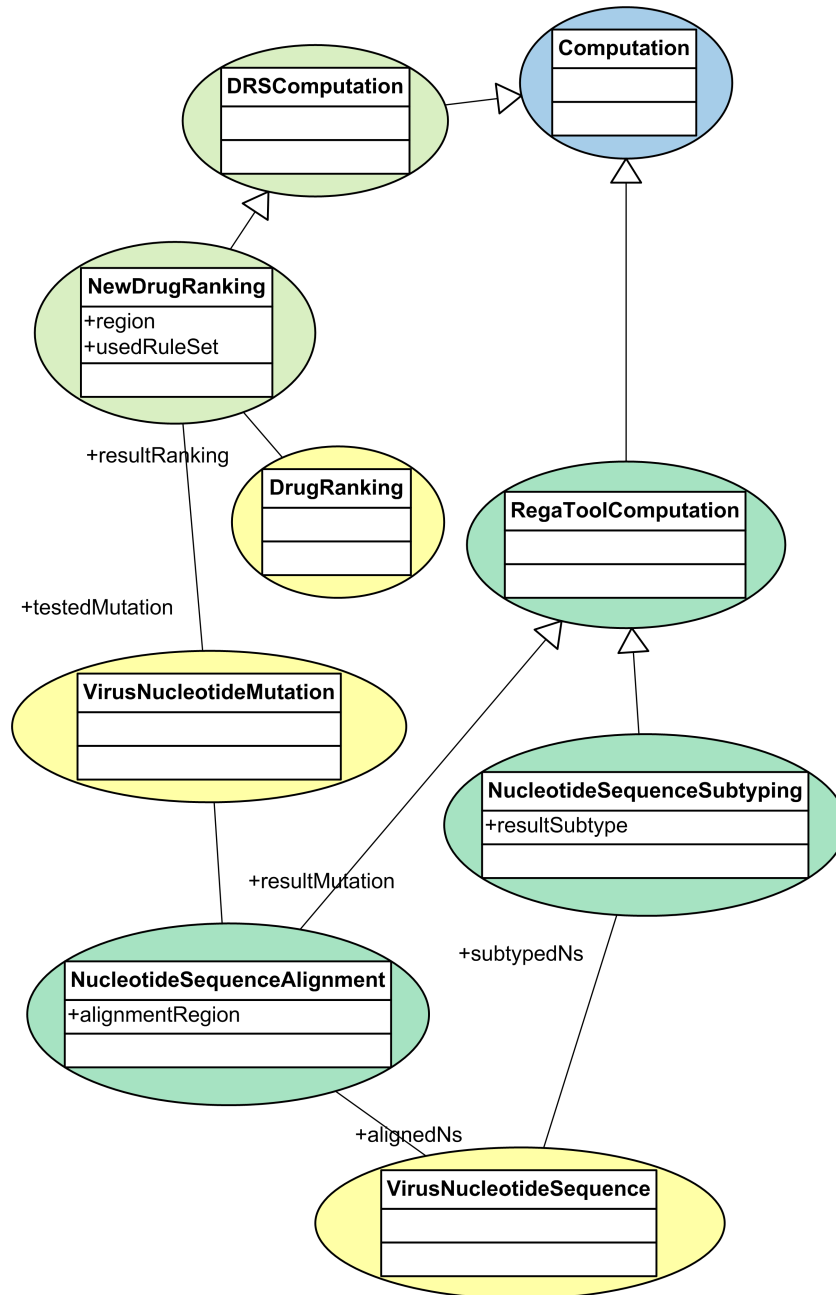 Computation
DRSComputation
NewDrugRanking
+region
+usedRuleSet
+resultRanking
DrugRanking
RegaToolComputation
+testedMutation
VirusNucleotideMutation
NucleotideSequenceSubtyping
+resultSubtype
+resultMutation
+subtypedNs
NucleotideSequenceAlignment
+alignmentRegion
+alignedNs
VirusNucleotideSequence